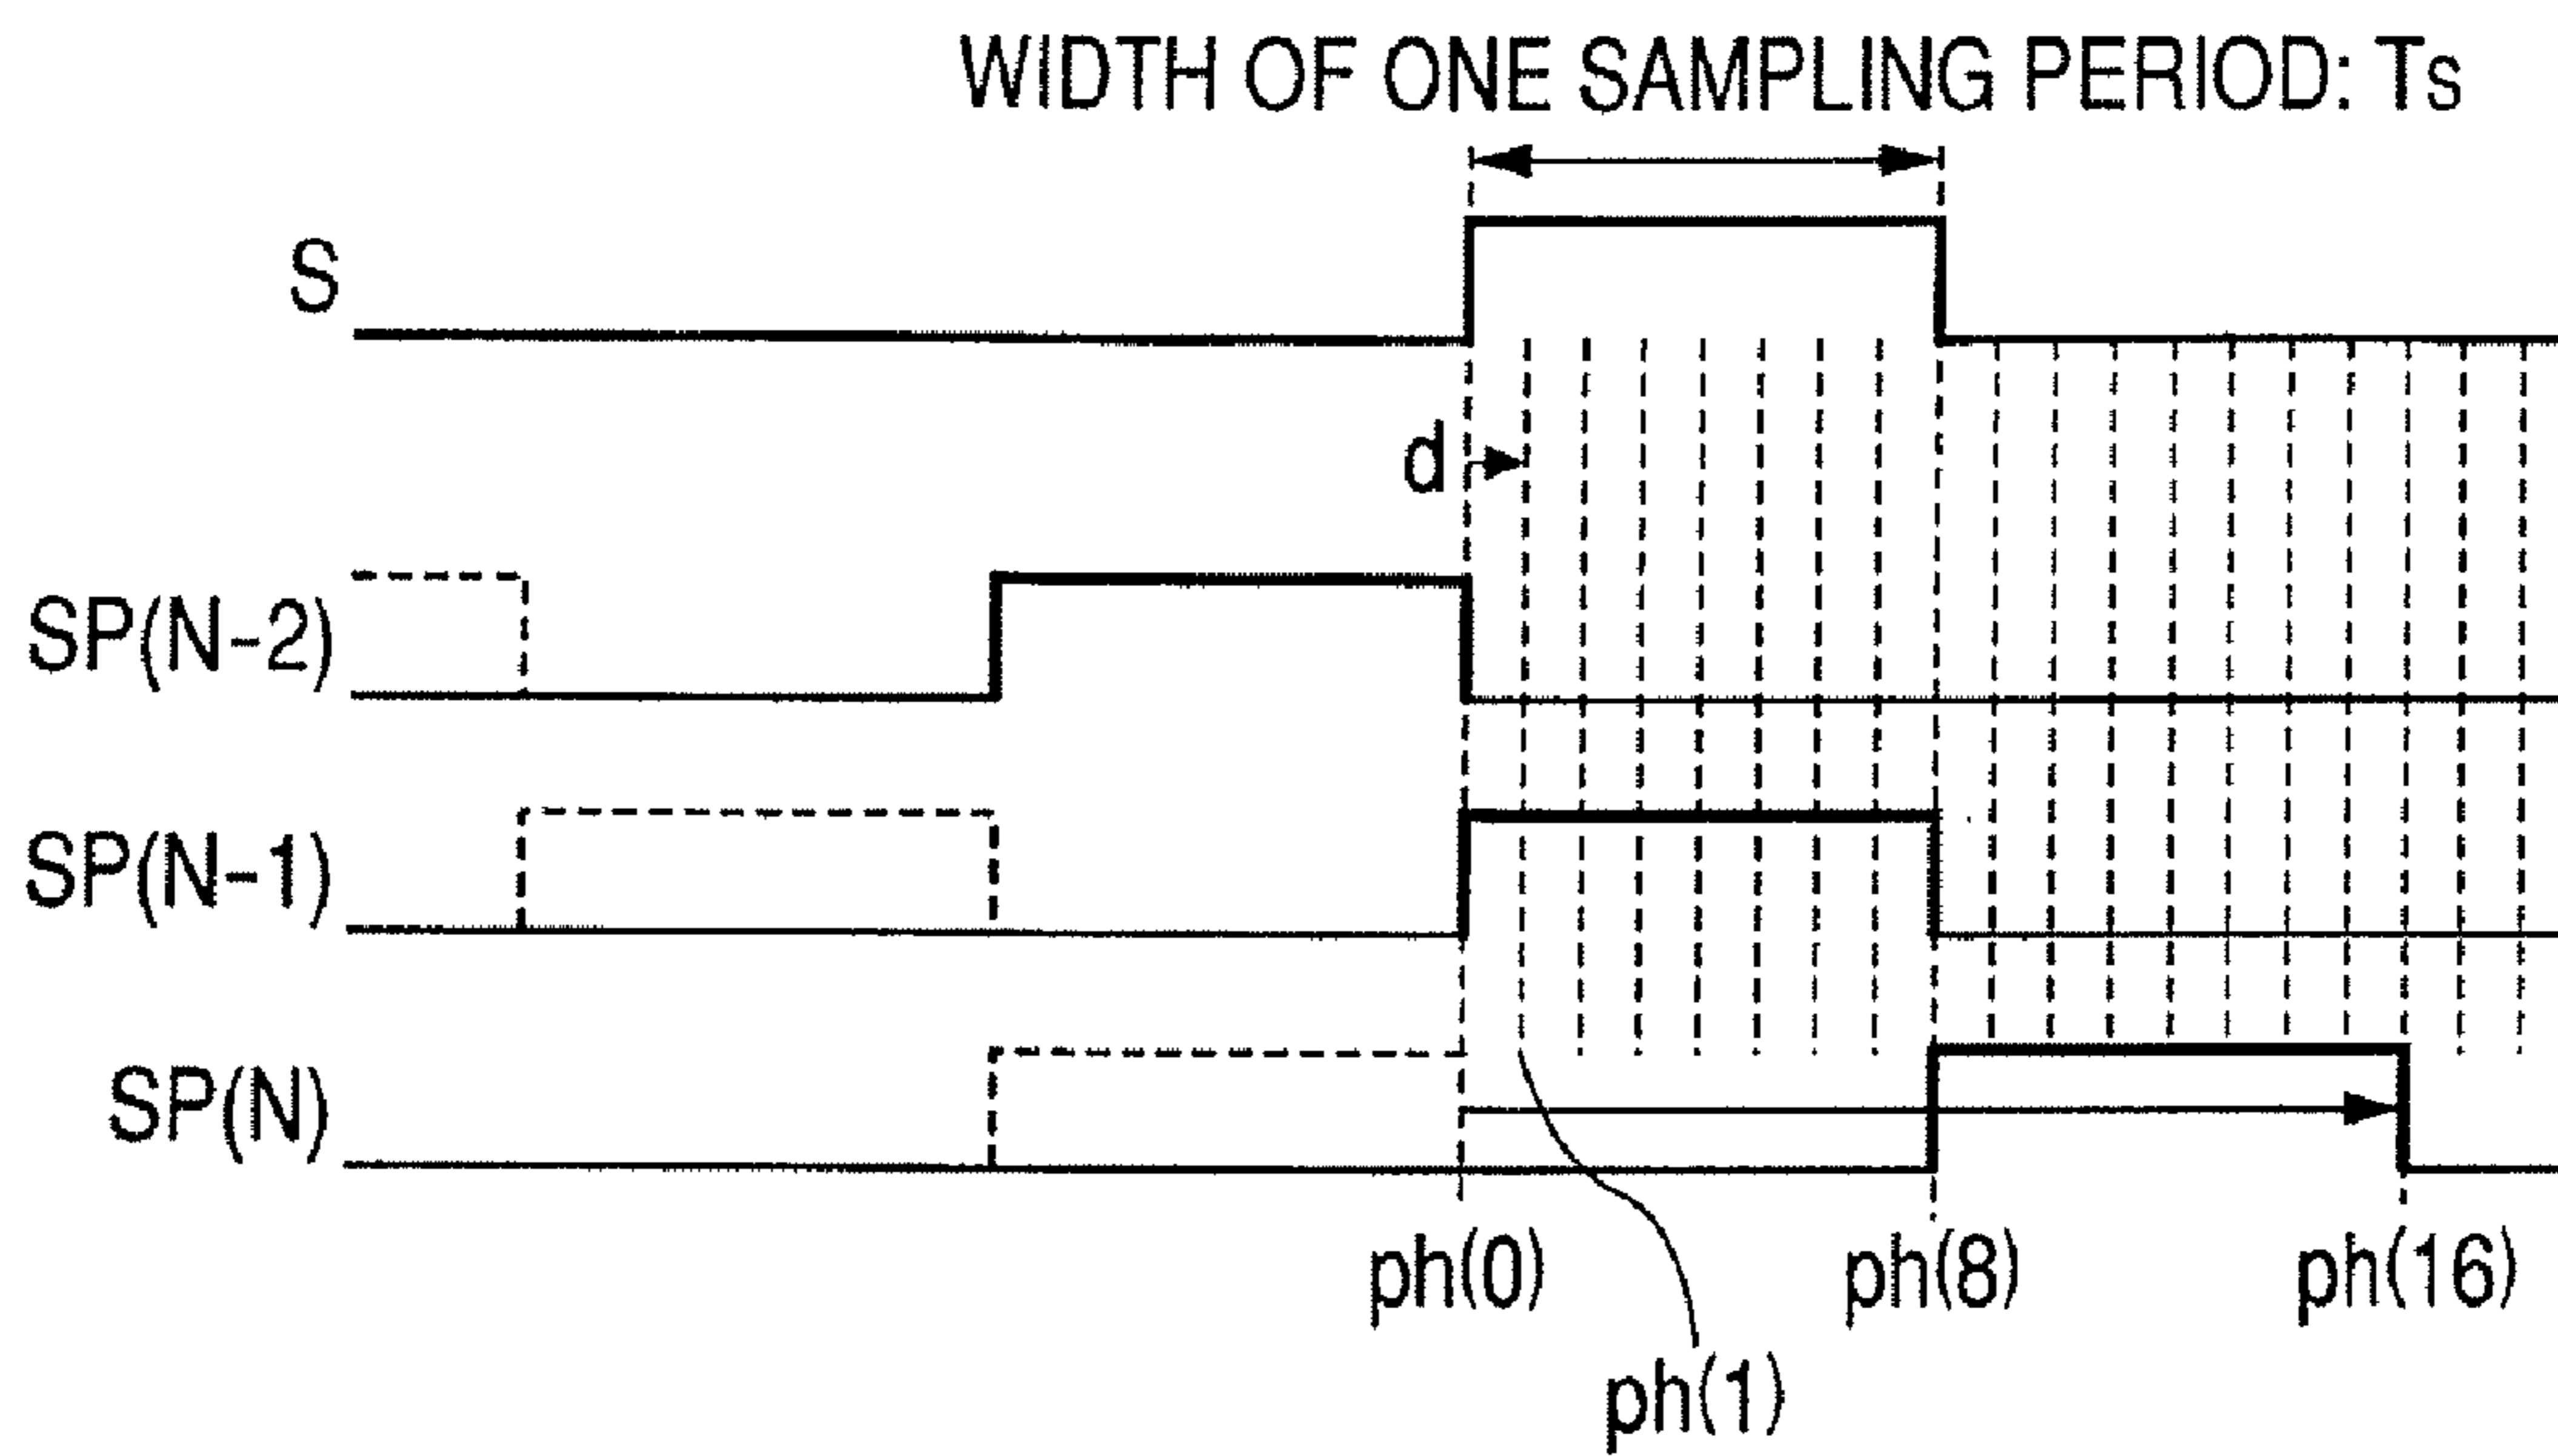 WIDTH OF ONE SAMPLING PERIOD: Ts
S
d
SP(N-2)
SP(N-1)
SP(N)
ph(0)
ph(8)
ph(16)
ph(1)